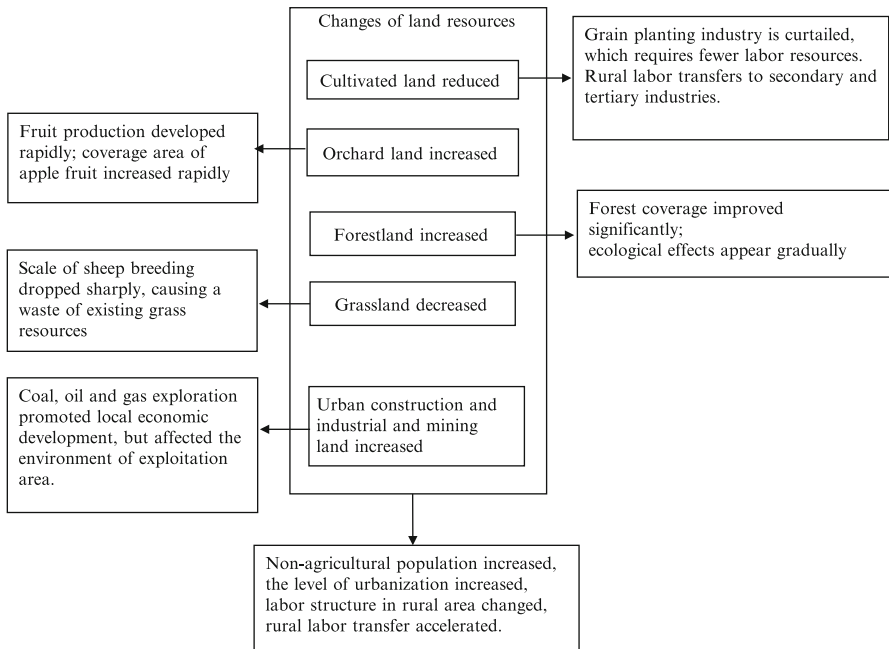 Changes of land resources
Cultivated land reduced
Grain planting industry is curtailed,
which requires fewer labor resources.
Rural labor transfers to secondary and
tertiary industries.
Fruit production developed
rapidly; coverage area of
apple fruit increased rapidly
Orchard land increased
Forestland increased
Forest coverage improved
significantly;
ecological effects appear gradually
Scale of sheep breeding
dropped sharply, causing a
waste of existing grass
resources
Grassland decreased
Coal, oil and gas exploration
promoted local economic
development, but affected the
environment of exploitation
area.
Urban construction and
industrial and mining
land increased
Non-agricultural population increased,
the level of urbanization increased,
labor structure in rural area changed,
rural labor transfer accelerated.